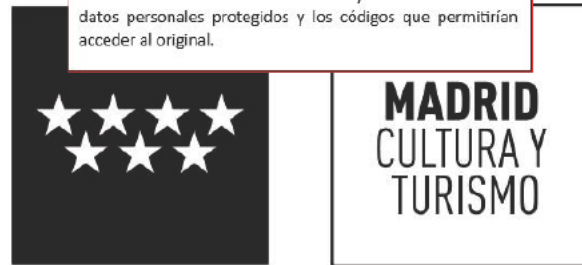 datos personales protegidos y los códigos que permitirían
acceder al original.
MADRID
CULTURA Y
TURISMO